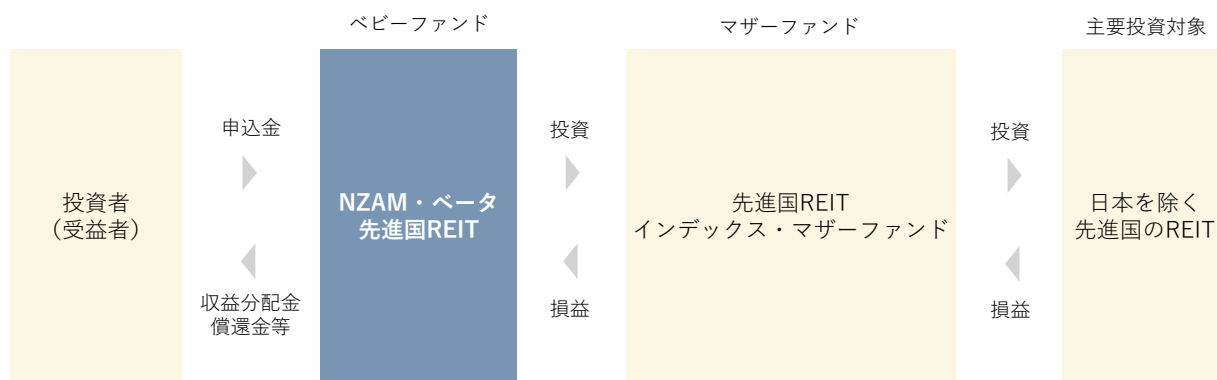 ベビーファンド
マザーファンド
主要投資対象
投資者
（受益者）
申込金
収益分配金
償還金等
NZAM・ベータ
先進国REIT
投資
損益
先進国REIT
インデックス・マザーファンド
投資
損益
日本を除く
先進国のREIT